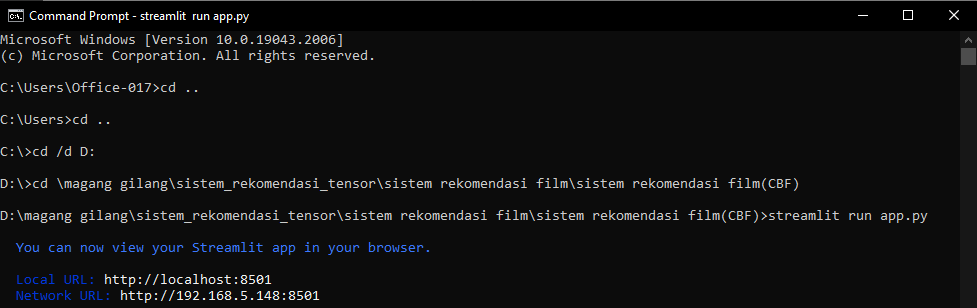 Command Prompt - streamlit run app.py
Microsoft Windows [Version 10.0.19043.2006]
(c) Microsoft Corporation. All rights reserved.
C:\Users\Office-017>cd ..
C:\Users>cd ..
C:\>cd /d D:
D:\>cd \magang gilang\sistem_rekomendasi_tensor\sistem rekomendasi film\sistem rekomendasi film(CBF)
D:\magang gilang\sistem_rekomendasi_tensor\sistem rekomendasi film\sistem rekomendasi film(CBF)>streamlit run app.py
You can now view your Streamlit app in your browser.
Local URL: http://localhost:8501
Network URL: http://192.168.5.148:8501